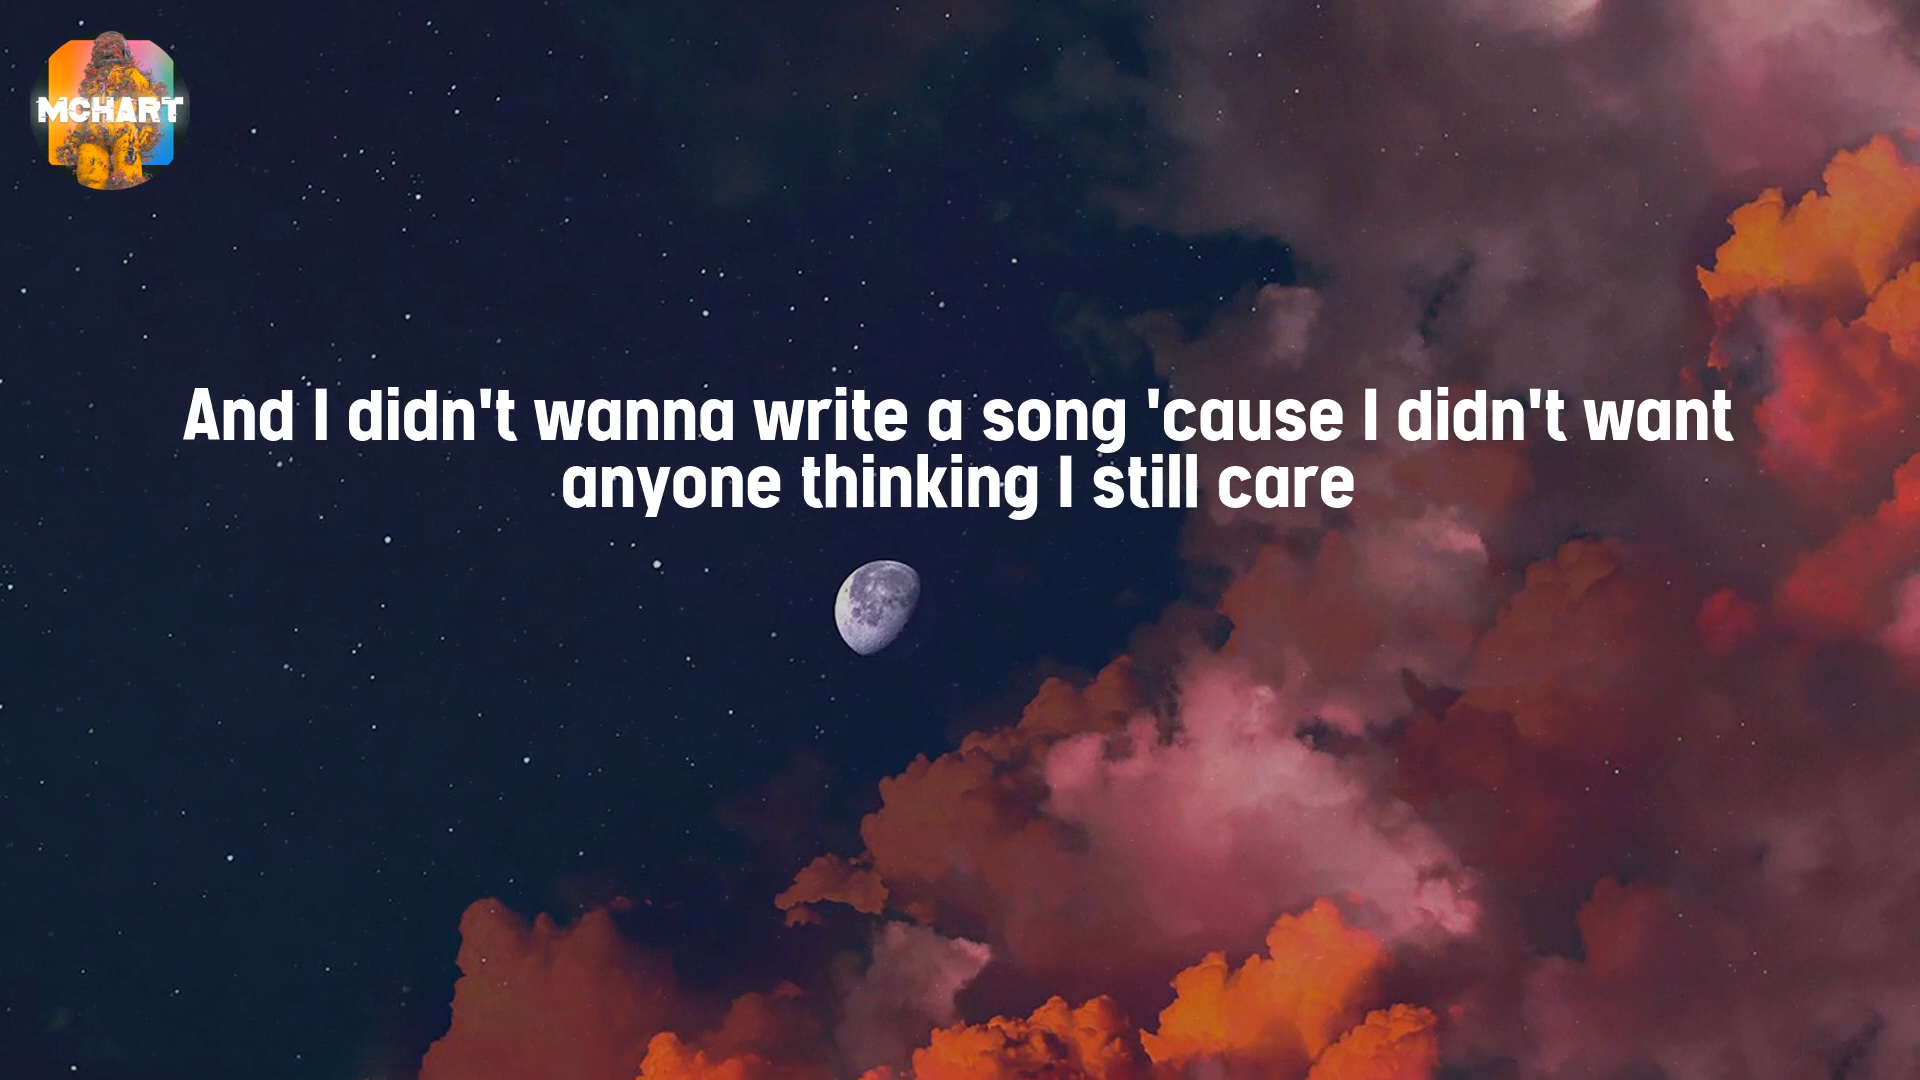 MCHART
And I didn't wanna write a song 'cause I didn't want
anyone thinking I still care